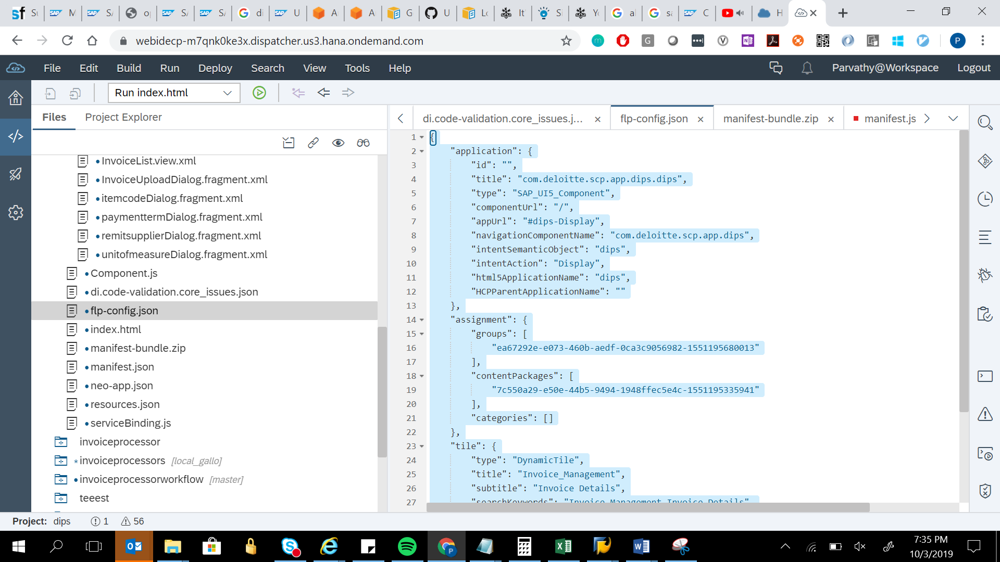 webidecp-m7qnk0ke3x.dispatcher.us3.hana.ondemand.com
File Edit Build Run Deploy Search View Tools Help Parvathy@Workspace Logout
Run index.html
Files Project Explorer
di.code-validation.core_issues.j... flp-config.json manifest-bundle.zip manifest.js
InvoiceList.view.xml
InvoiceUploadDialog.fragment.xml
itemcodeDialog.fragment.xml
paymenttermDialog.fragment.xml
remitsupplierDialog.fragment.xml
unitofmeasureDialog.fragment.xml
Component.js
di.code-validation.core_issues.json
flp-config.json
index.html
manifest-bundle.zip
manifest.json
neo-app.json
resources.json
serviceBinding.js
invoiceprocessor
*invoiceprocessors [local_gallo]
invoiceprocessorworkflow [master]
teeest
1 {
2 "application": {
3 "id": "",
4 "title": "com.deloitte.scp.app.dips.dips",
5 "type": "SAP_UI5_Component",
6 "componentUrl": "/",
7 "appUrl": "#dips-Display",
8 "navigationComponentName": "com.deloitte.scp.app.dips",
9 "intentSemanticObject": "dips",
10 "intentAction": "Display",
11 "html5ApplicationName": "dips",
12 "HCPParentApplicationName": ""
13 },
14 "assignment": {
15 "groups": [
16 "ea67292e-e073-460b-aedf-0ca3c9056982-1551195680013"
17 ],
18 "contentPackages": [
19 "7c550a29-e50e-44b5-9494-1948ffec5e4c-1551195335941"
20 ],
21 "categories": []
22 },
23 "tile": {
24 "type": "DynamicTile",
25 "title": "Invoice_Management",
26 "subtitle": "Invoice Details",
27 "searchKeywords": "Invoice Management Invoice Details"
Project: dips 1 56
7:35 PM
10/3/2019